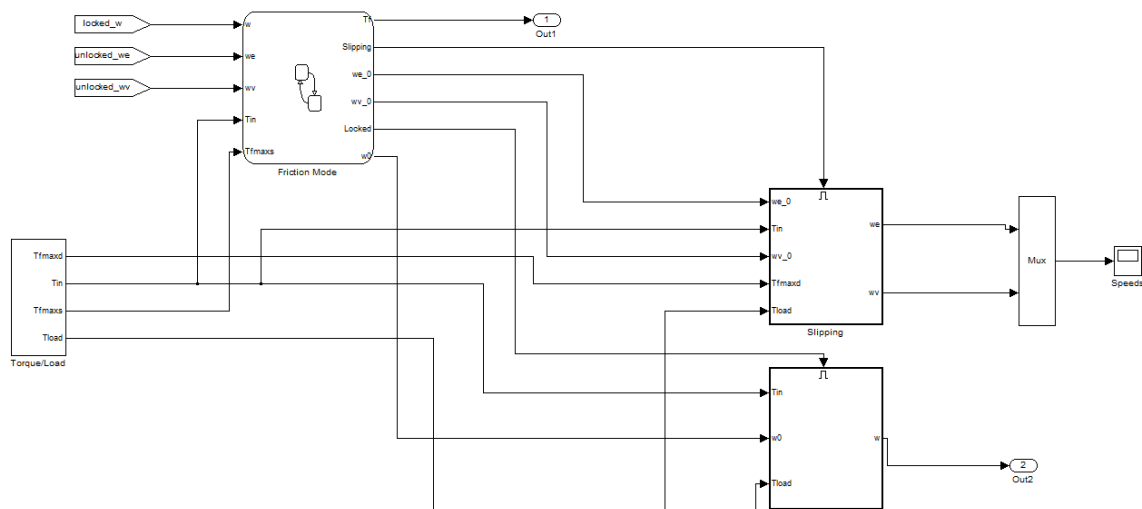 locked_w
unlocked_we
unlocked_wv
w
we
wv
Tin
Tfmaxs
Tf
Slipping
we_0
wv_0
Locked
w0
Friction Mode
1
Out1
Tfmaxd
Tin
Tfmaxs
Tload
Torque/Load
we_0
Tin
wv_0
Tfmaxd
Tload
we
wv
Slipping
Mux
Speeds
Tin
w0
Tload
w
2
Out2